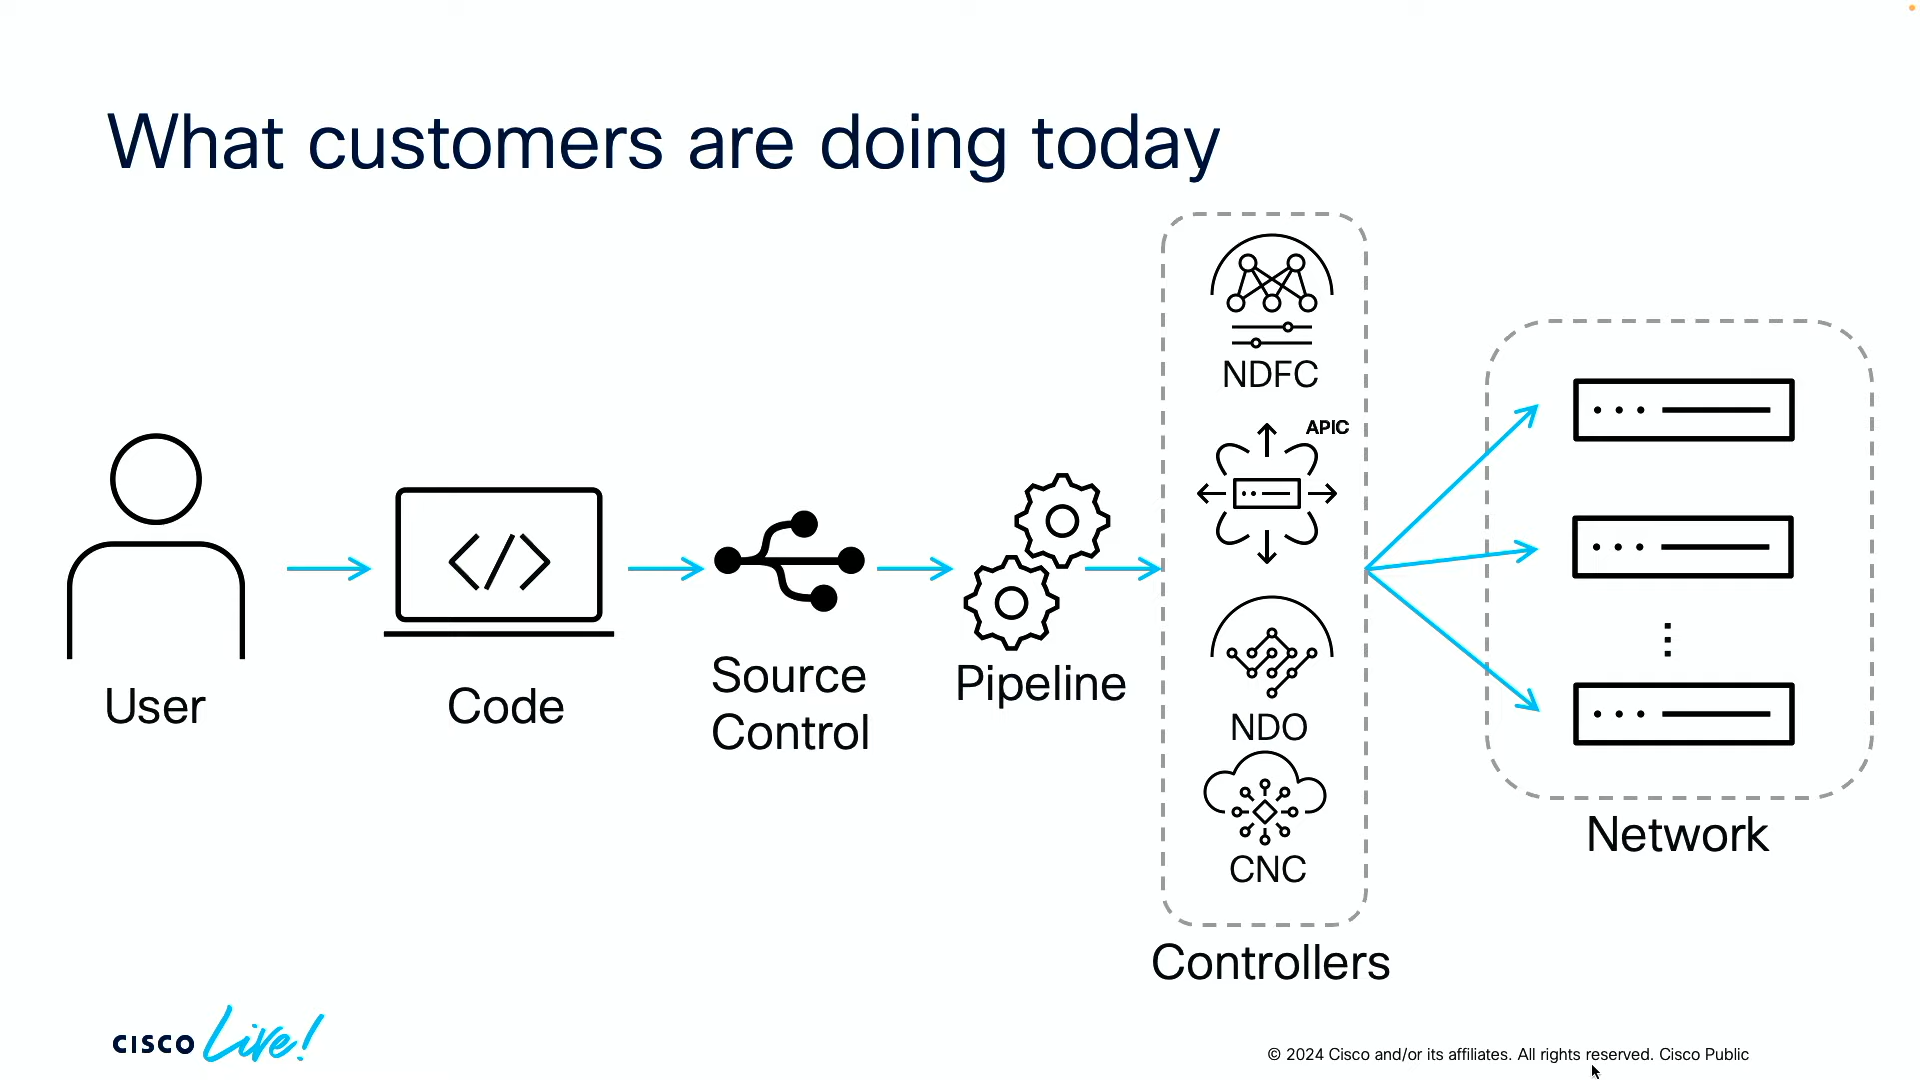 What customers are doing today
User
Code
</>
Source
Control
Pipeline
NDFC
APIC
NDO
CNC
Controllers
Network
CISCO Live!
© 2024 Cisco and/or its affiliates. All rights reserved. Cisco Public